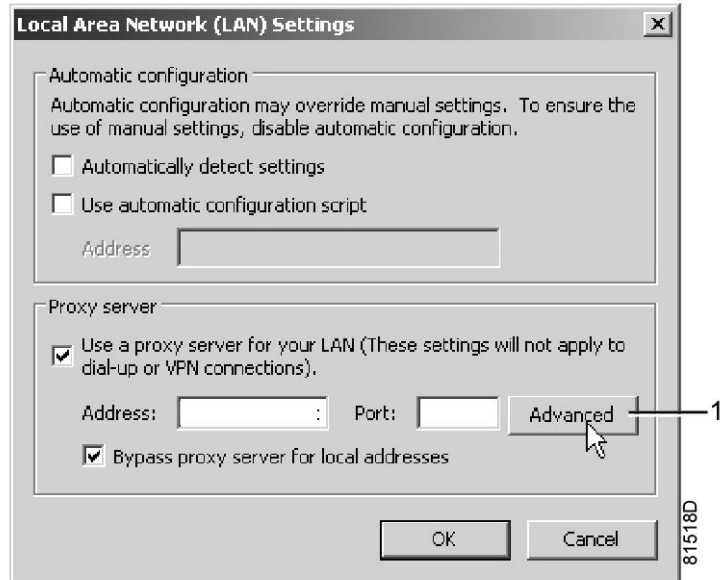 Local Area Network (LAN) Settings
Automatic configuration
Automatic configuration may override manual settings. To ensure the
use of manual settings, disable automatic configuration.
Automatically detect settings
Use automatic configuration script
Address
Proxy server
Use a proxy server for your LAN (These settings will not apply to
dial-up or VPN connections).
Address: : Port: Advanced
1
Bypass proxy server for local addresses
OK Cancel
81518D